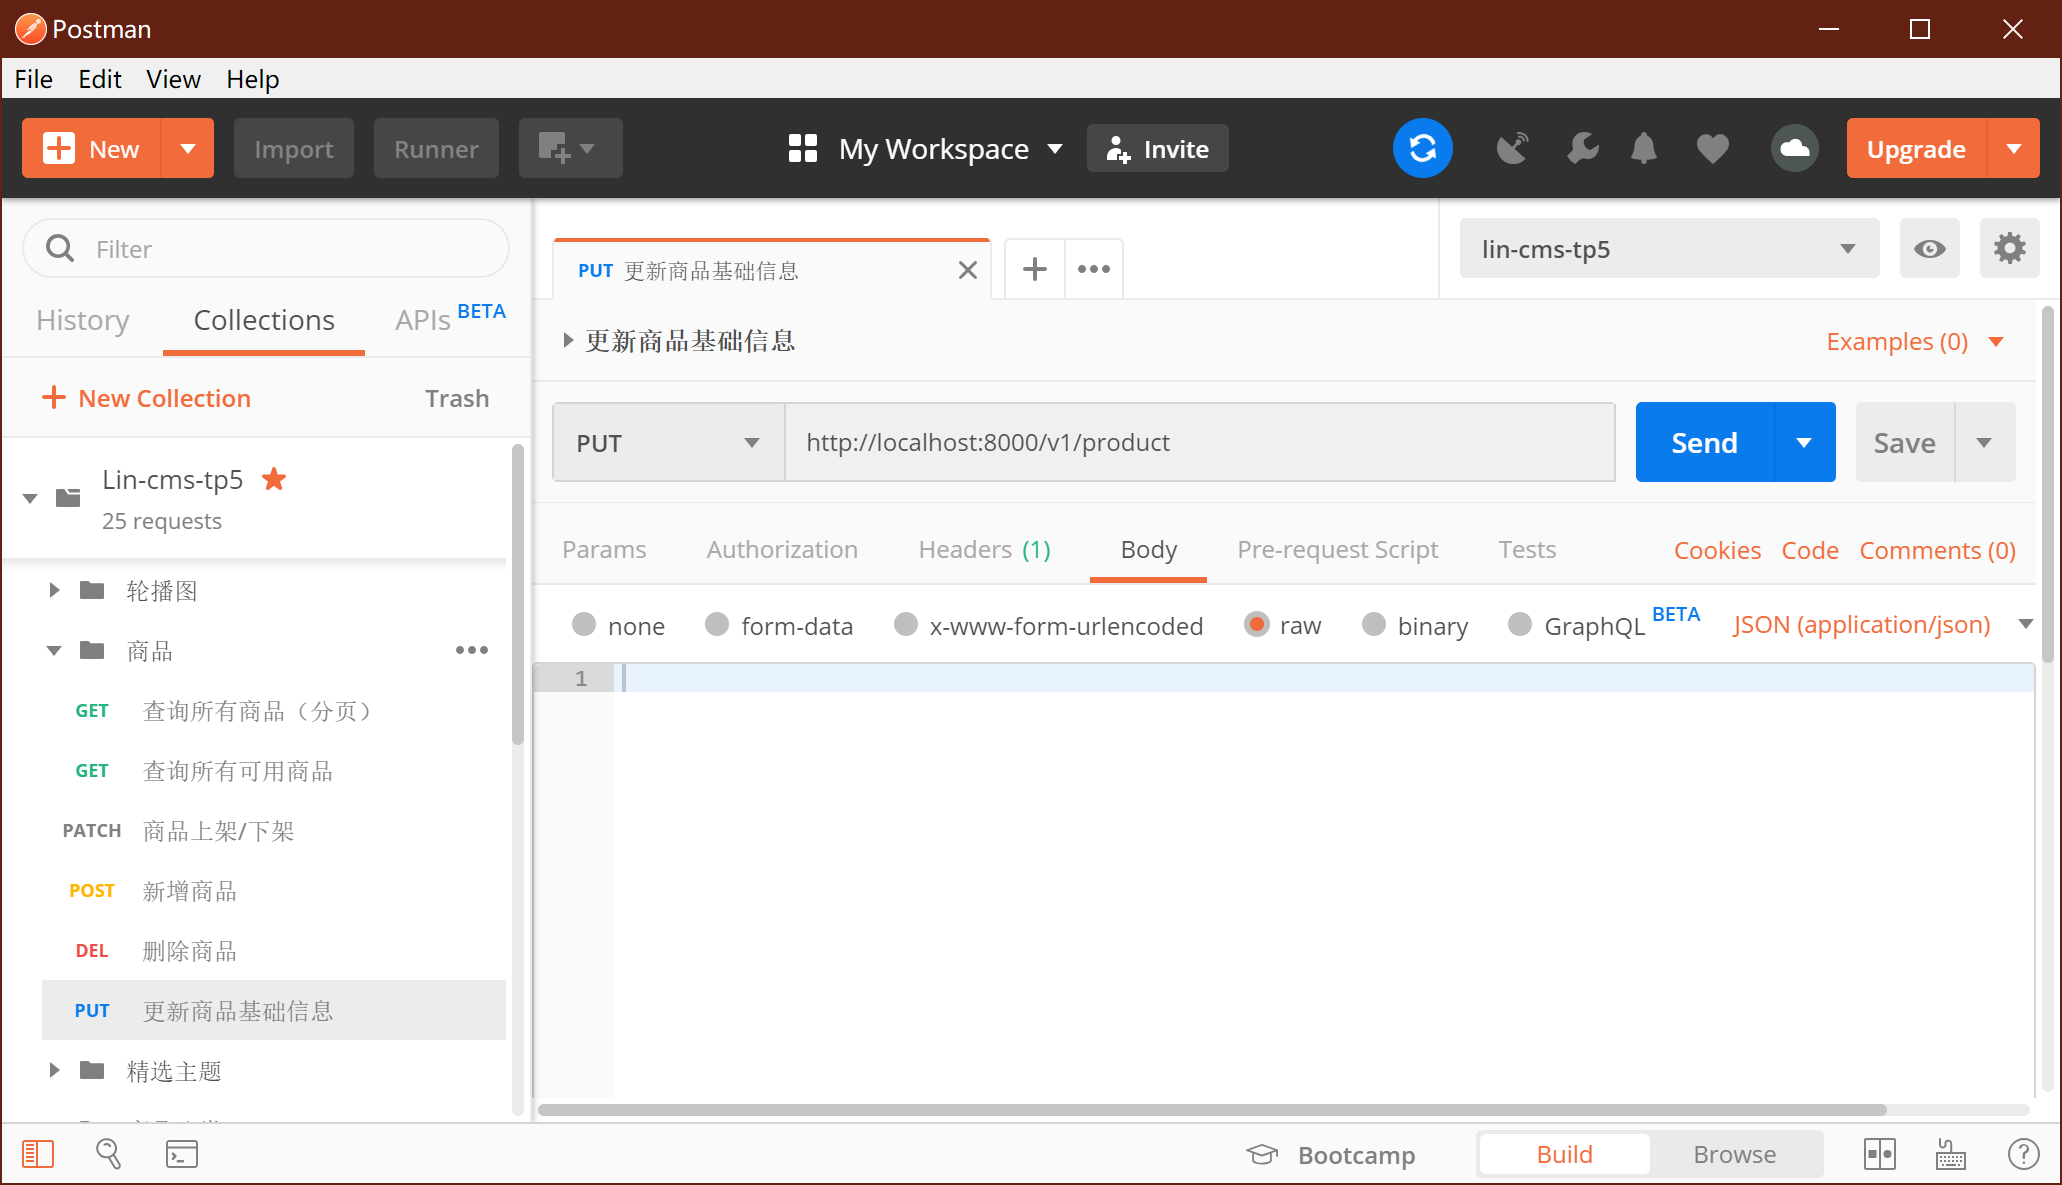 Postman
File Edit View Help
New Import Runner My Workspace Invite Upgrade
Filter
History Collections APIs BETA
+ New Collection Trash
Lin-cms-tp5
25 requests
轮播图
商品
GET 查询所有商品（分页）
GET 查询所有可用商品
PATCH 商品上架/下架
POST 新增商品
DEL 删除商品
PUT 更新商品基础信息
精选主题
PUT 更新商品基础信息
lin-cms-tp5
更新商品基础信息
Examples (0)
PUT http://localhost:8000/v1/product Send Save
Params Authorization Headers (1) Body Pre-request Script Tests Cookies Code Comments (0)
none form-data x-www-form-urlencoded raw binary GraphQL BETA JSON (application/json)
1
Bootcamp Build Browse